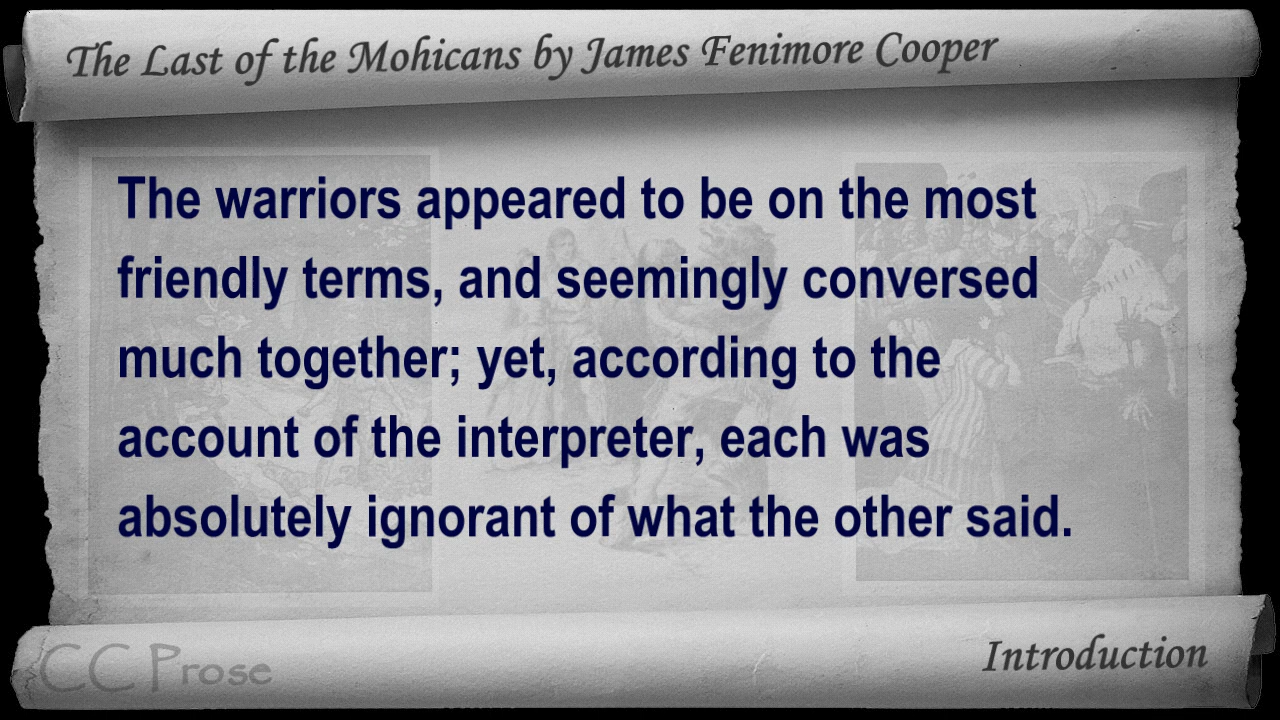 The Last of the Mohicans by James Fenimore Cooper
The warriors appeared to be on the most
friendly terms, and seemingly conversed
much together; yet, according to the
account of the interpreter, each was
absolutely ignorant of what the other said.
CC Prose
Introduction